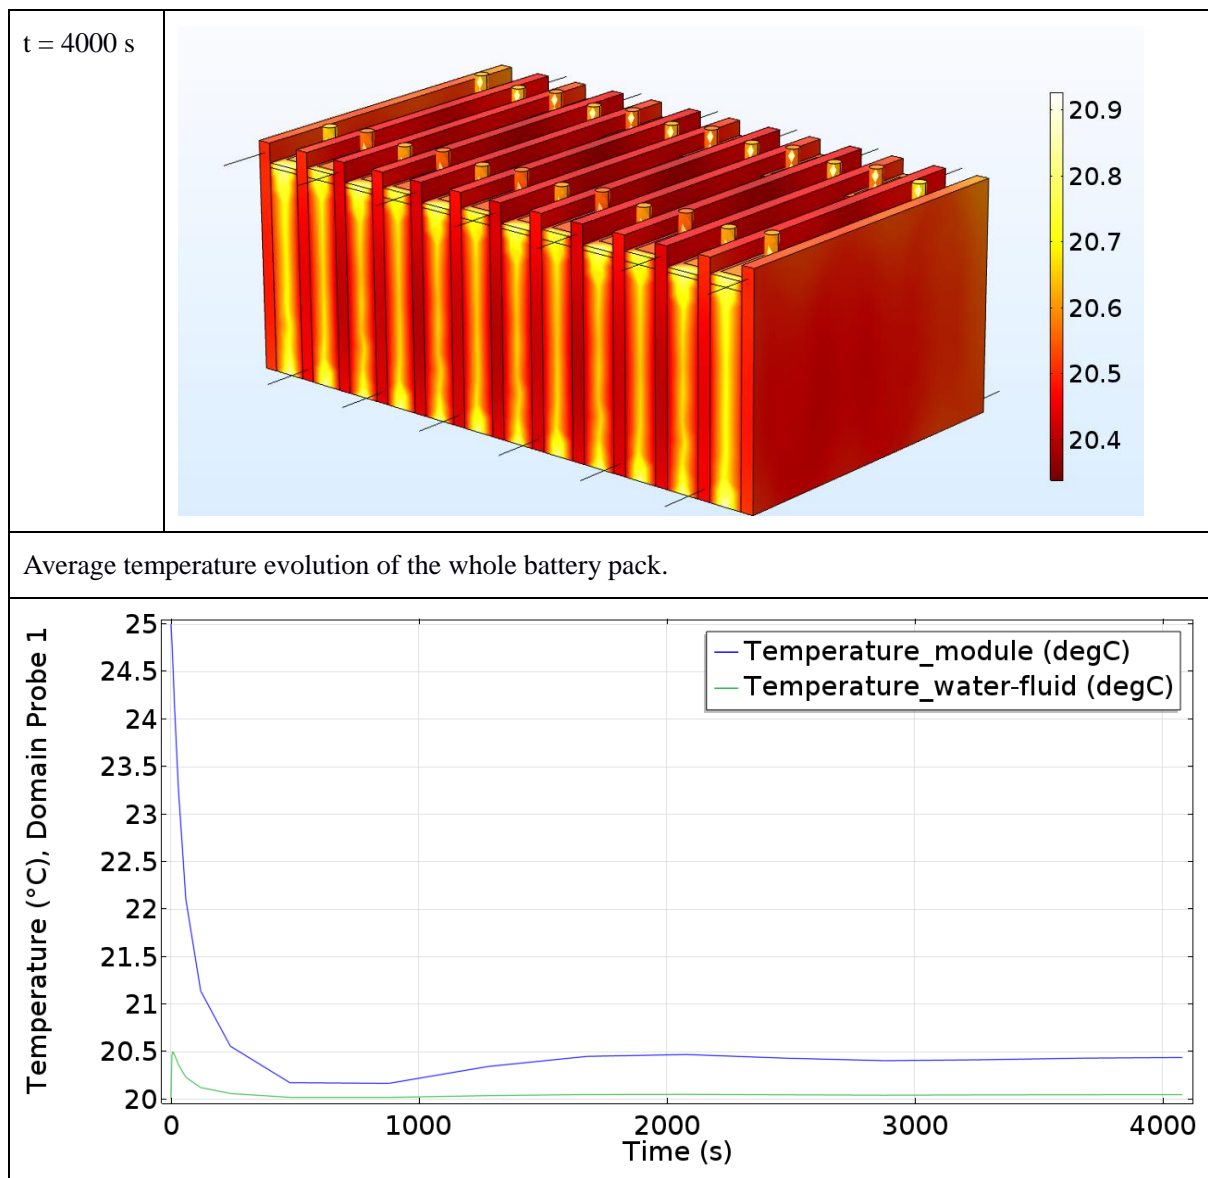 t = 4000 s
20.9
20.8
20.7
20.6
20.5
20.4
Average temperature evolution of the whole battery pack.
Temperature (°C), Domain Probe 1
25
24.5
24
23.5
23
22.5
22
21.5
21
20.5
20
Temperature_module (degC)
Temperature_water-fluid (degC)
0 1000 2000 3000 4000
Time (s)